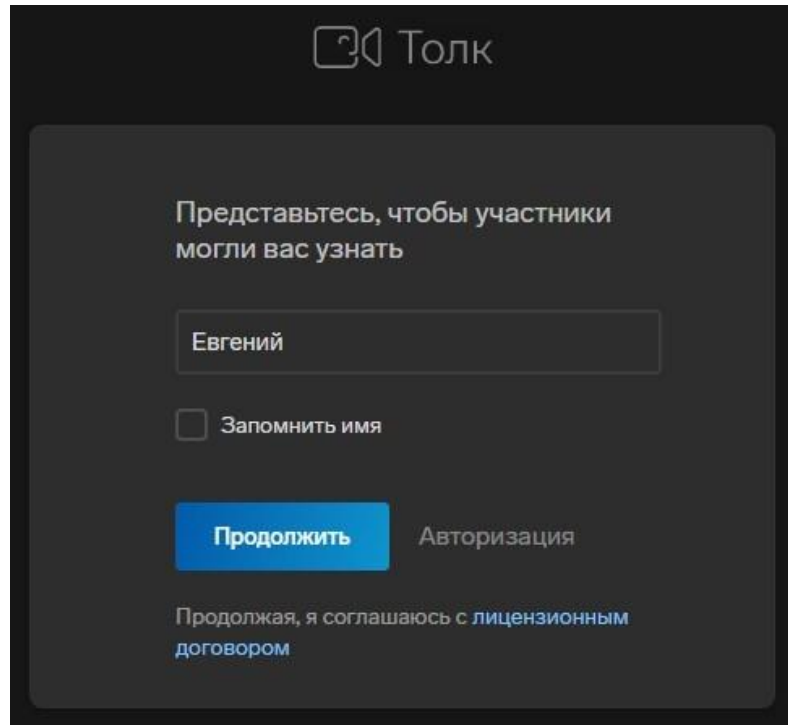 Толк
Представьтесь, чтобы участники
могли вас узнать
Евгений
Запомнить имя
Продолжить
Авторизация
Продолжая, я соглашаюсь с лицензионным
договором